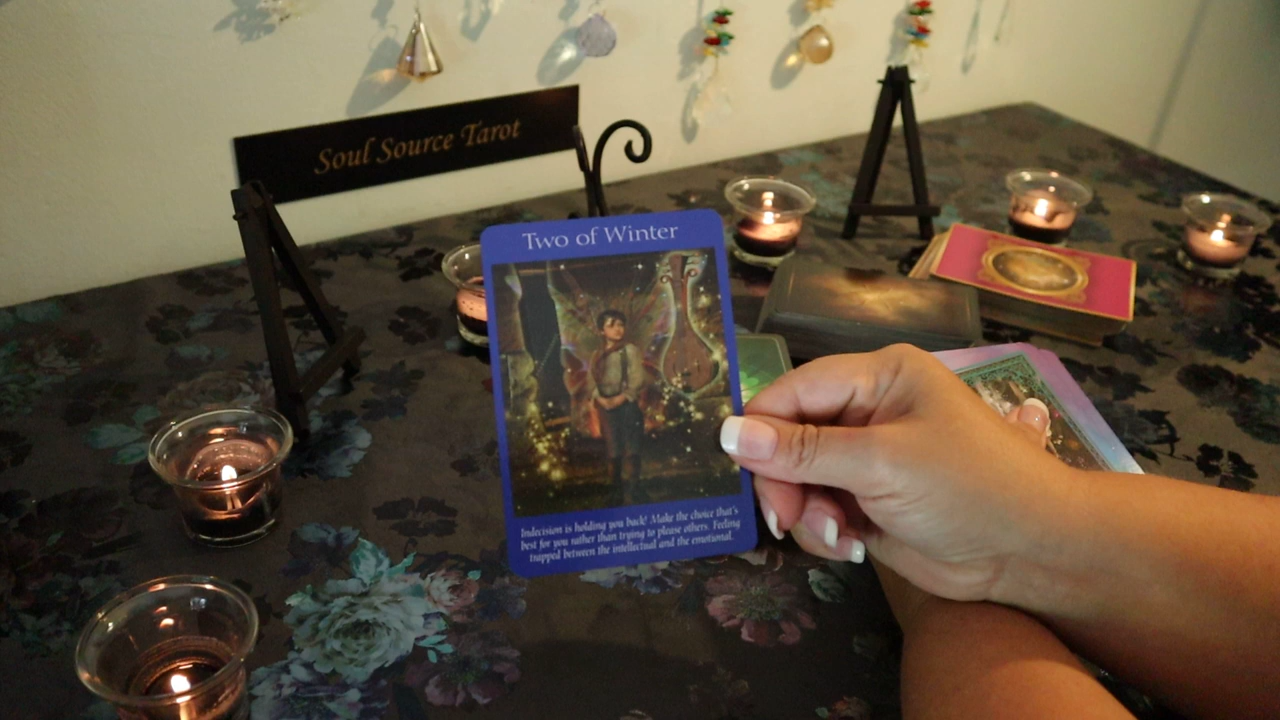 Soul Source Tarot
Two of Winter
Indecision is holding you back! Make the choice that's
best for you rather than trying to please others. Feeling
trapped between the intellectual and the emotional.